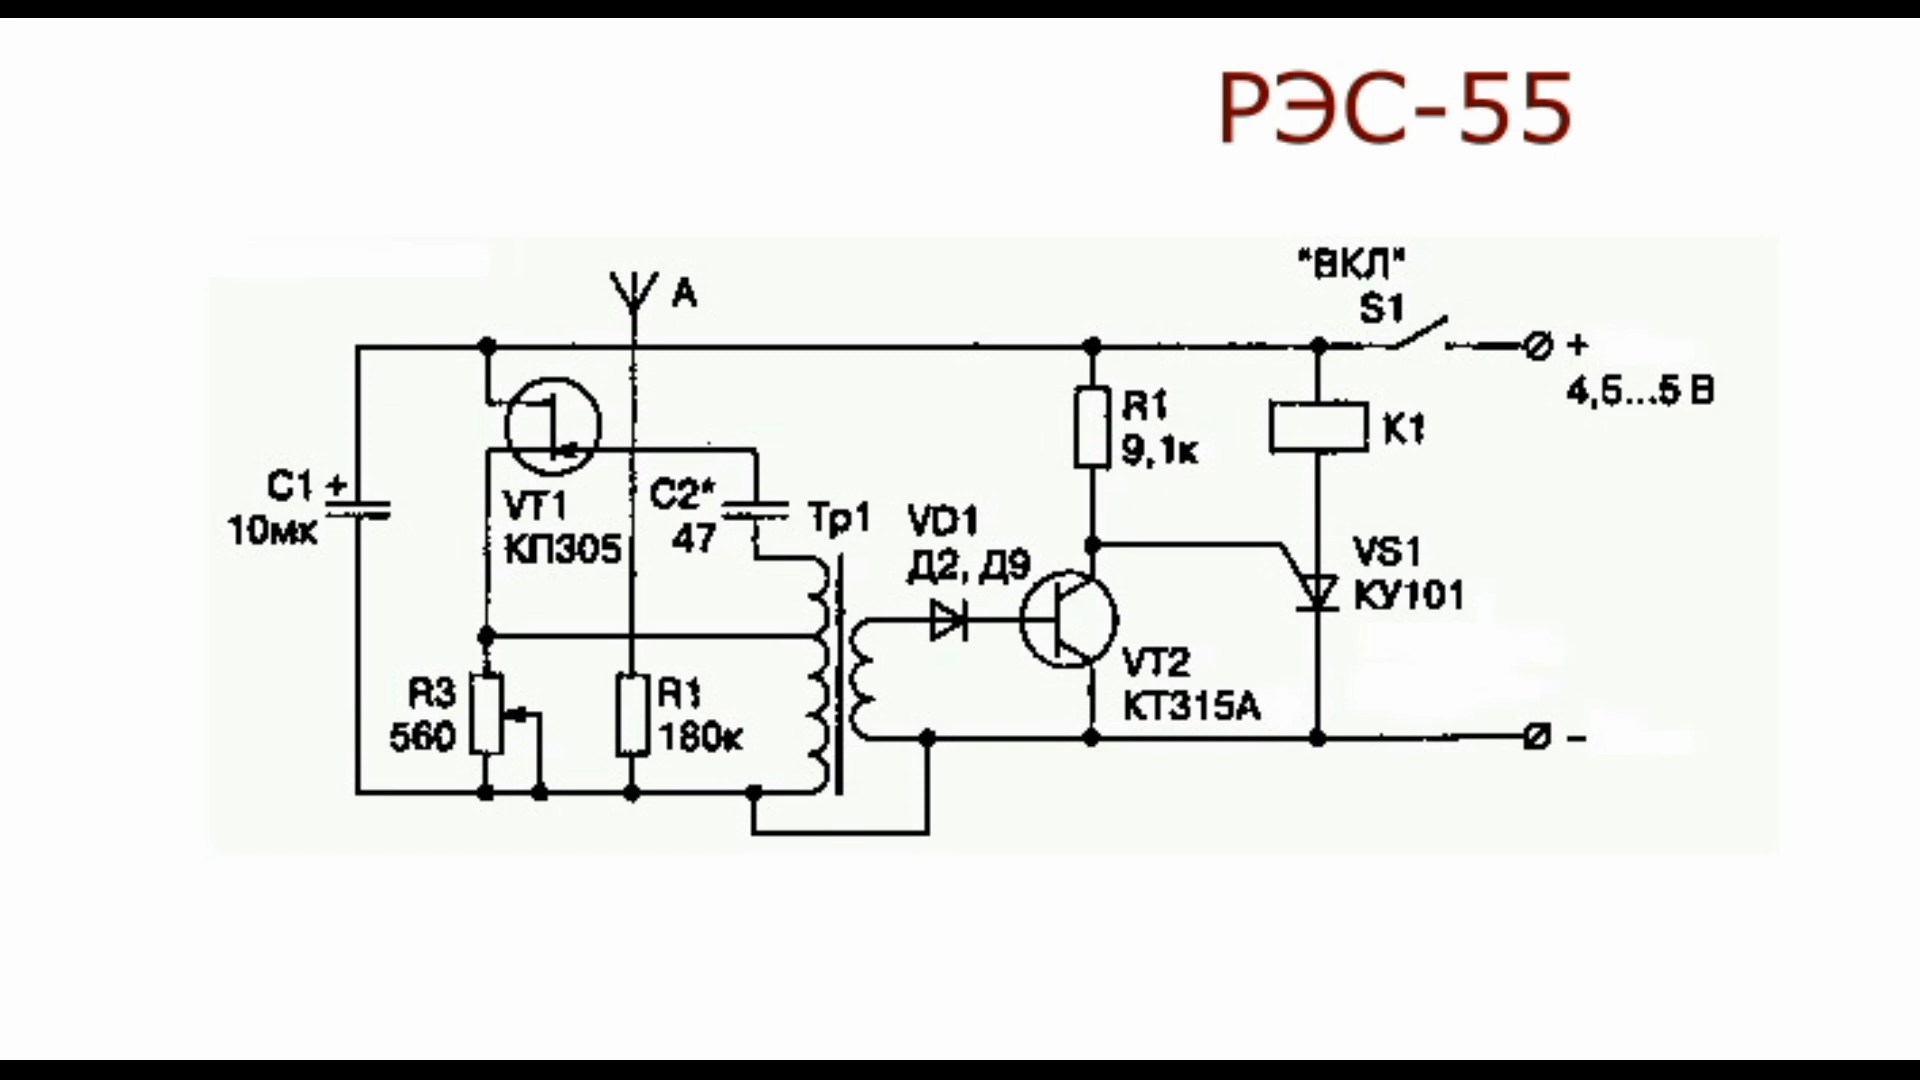 РЭС-55
"ВКЛ"
S1
A
+
4,5...5 В
R1
9,1к
К1
C1 +
10мк
VT1
КП305
C2*
47
Тр1
VD1
Д2, Д9
VS1
КУ101
VT2
КТ315А
R3
560
R1
180к
–